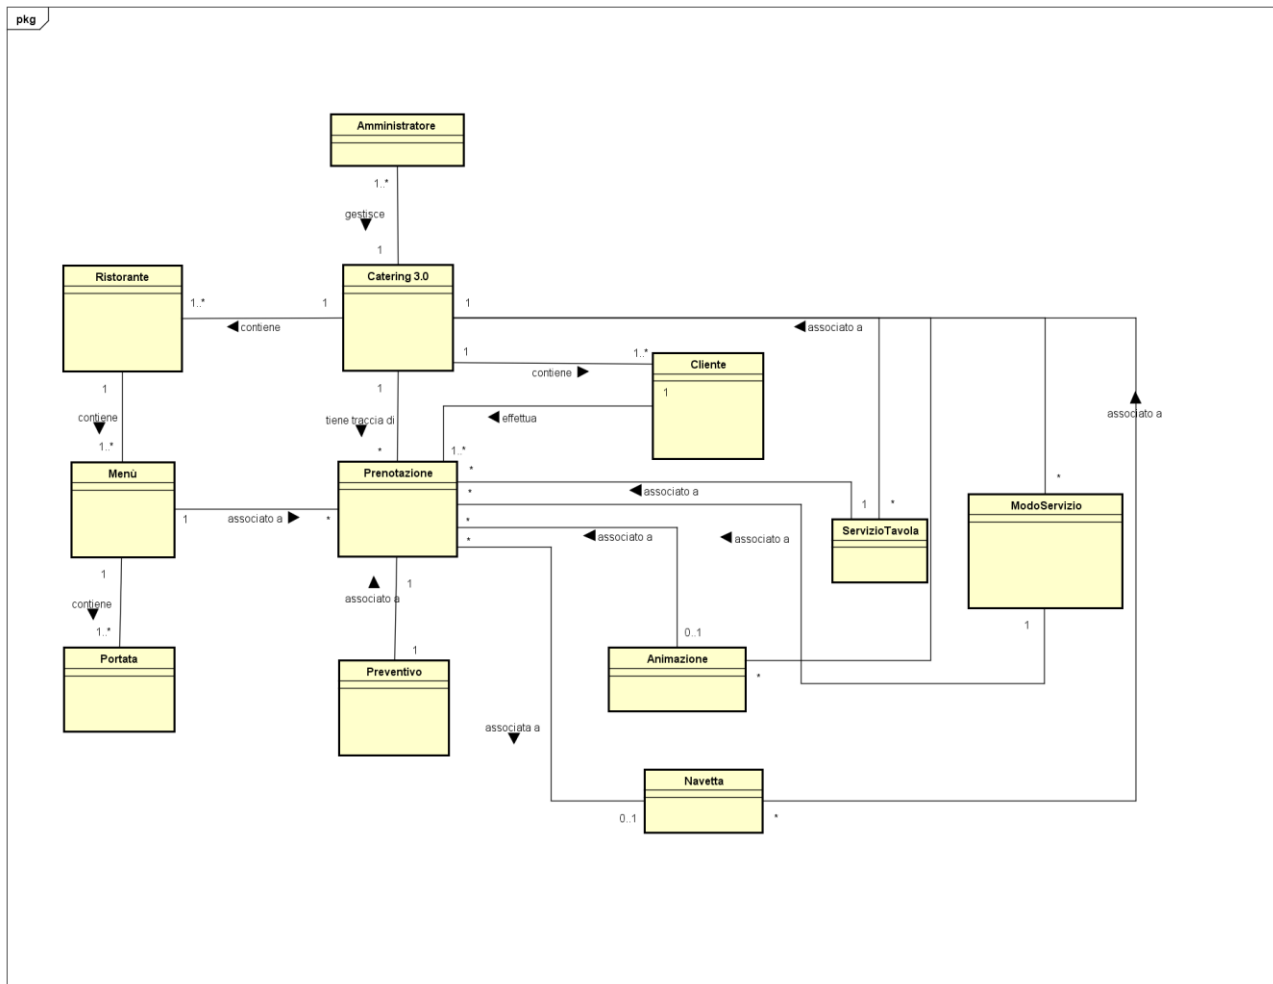 pkg
Amministratore
1..*
gestisce
1
Ristorante
Catering 3.0
1..*
1
1
contiene
associato a
1
1..*
Cliente
contiene
1
1
1
associato a
contiene
tiene traccia di
effetua
1..*
*
1..*
Menù
Prenotazione
*
*
*
associato a
1
*
ModoServizio
1
associato a
*
*
associato a
associato a
ServizioTavola
*
1
1
associato a
contiene
1..*
1
0..1
1
Portata
Preventivo
Animazione
*
associata a
Navetta
0..1
*